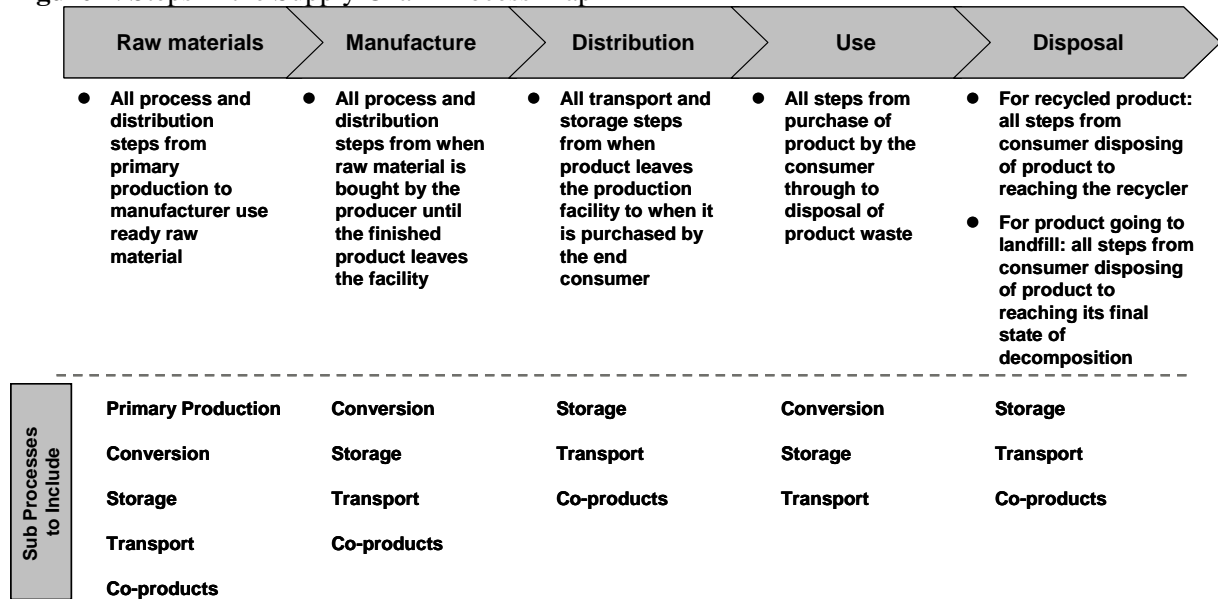 Raw materials
Manufacture
Distribution
Use
Disposal
● All process and
distribution
steps from
primary
production to
manufacturer use
ready raw
material
● All process and
distribution
steps from when
raw material is
bought by the
producer until
the finished
product leaves
the facility
● All transport and
storage steps
from when
product leaves
the production
facility to when it
is purchased by
the end
consumer
● All steps from
purchase of
product by the
consumer
through to
disposal of
product waste
● For recycled product:
all steps from
consumer disposing
of product to
reaching the recycler
● For product going to
landfill: all steps from
consumer disposing
of product to
reaching its final
state of
decomposition
Sub Processes
to Include
Primary Production
Conversion
Storage
Transport
Co-products
Conversion
Storage
Transport
Co-products
Storage
Transport
Co-products
Conversion
Storage
Transport
Storage
Transport
Co-products